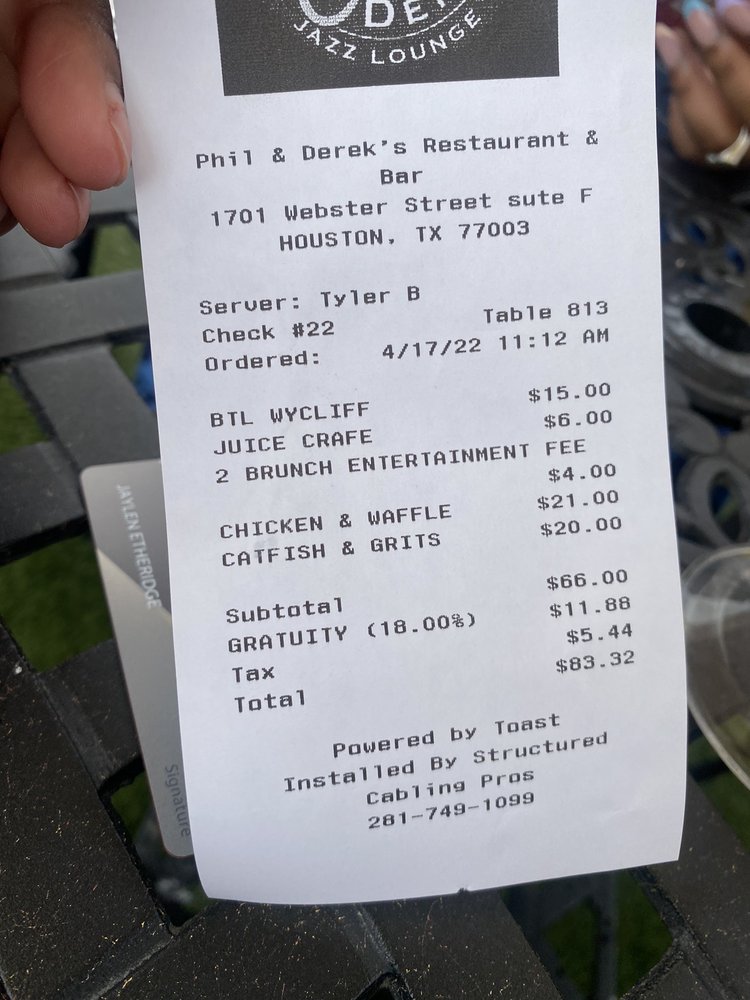 DE
JAZZ LOUNGE
Phil & Derek's Restaurant &
Bar
1701 Webster Street sute F
HOUSTON, TX 77003
Server: Tyler B
Check #22 Table 813
Ordered: 4/17/22 11:12 AM
BTL WYCLIFF $15.00
JUICE CRAFE $6.00
2 BRUNCH ENTERTAINMENT FEE
$4.00
CHICKEN & WAFFLE $21.00
CATFISH & GRITS $20.00
Subtotal $66.00
GRATUITY (18.00%) $11.88
Tax $5.44
Total $83.32
Powered by Toast
Installed By Structured
Cabling Pros
281-749-1099
JAYLEN ETHERIDGE
Signature